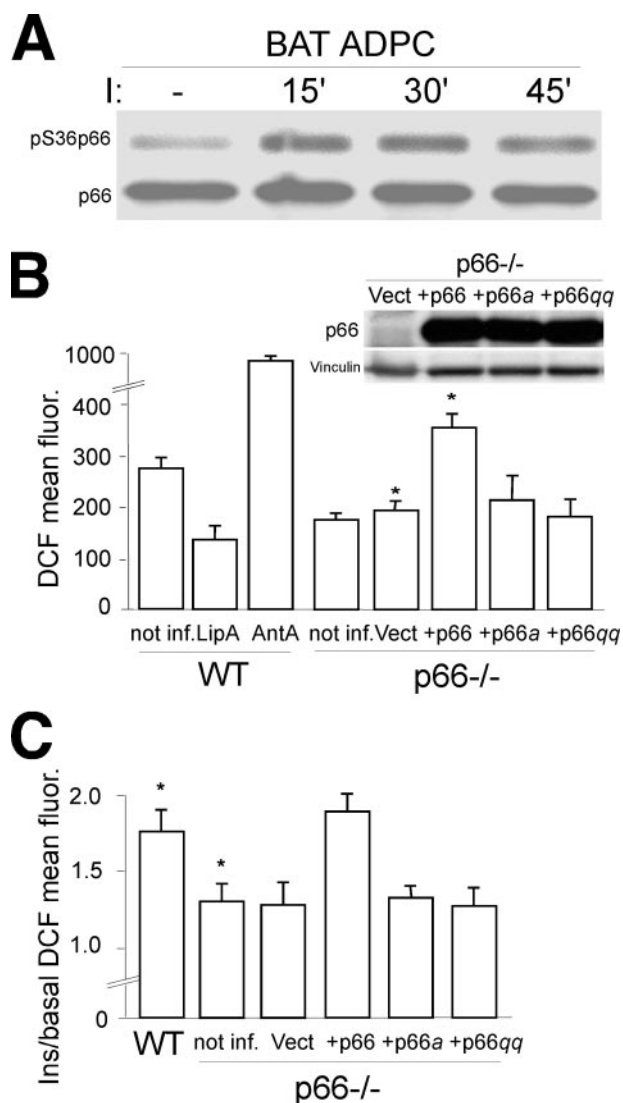 A
BAT ADPC
I: - 15' 30' 45'
pS36p66
p66
B
p66-/-
Vect +p66 +p66a +p66qq
p66
Vinculin
DCF mean fluor.
1000
400
300
200
100
0
* *
not inf. LipA AntA not inf. Vect +p66 +p66a +p66qq
WT p66-/-
C
Ins/basal DCF mean fluor.
2.0
1.5
1.0
0
* *
WT not inf. Vect +p66 +p66a +p66qq
p66-/-